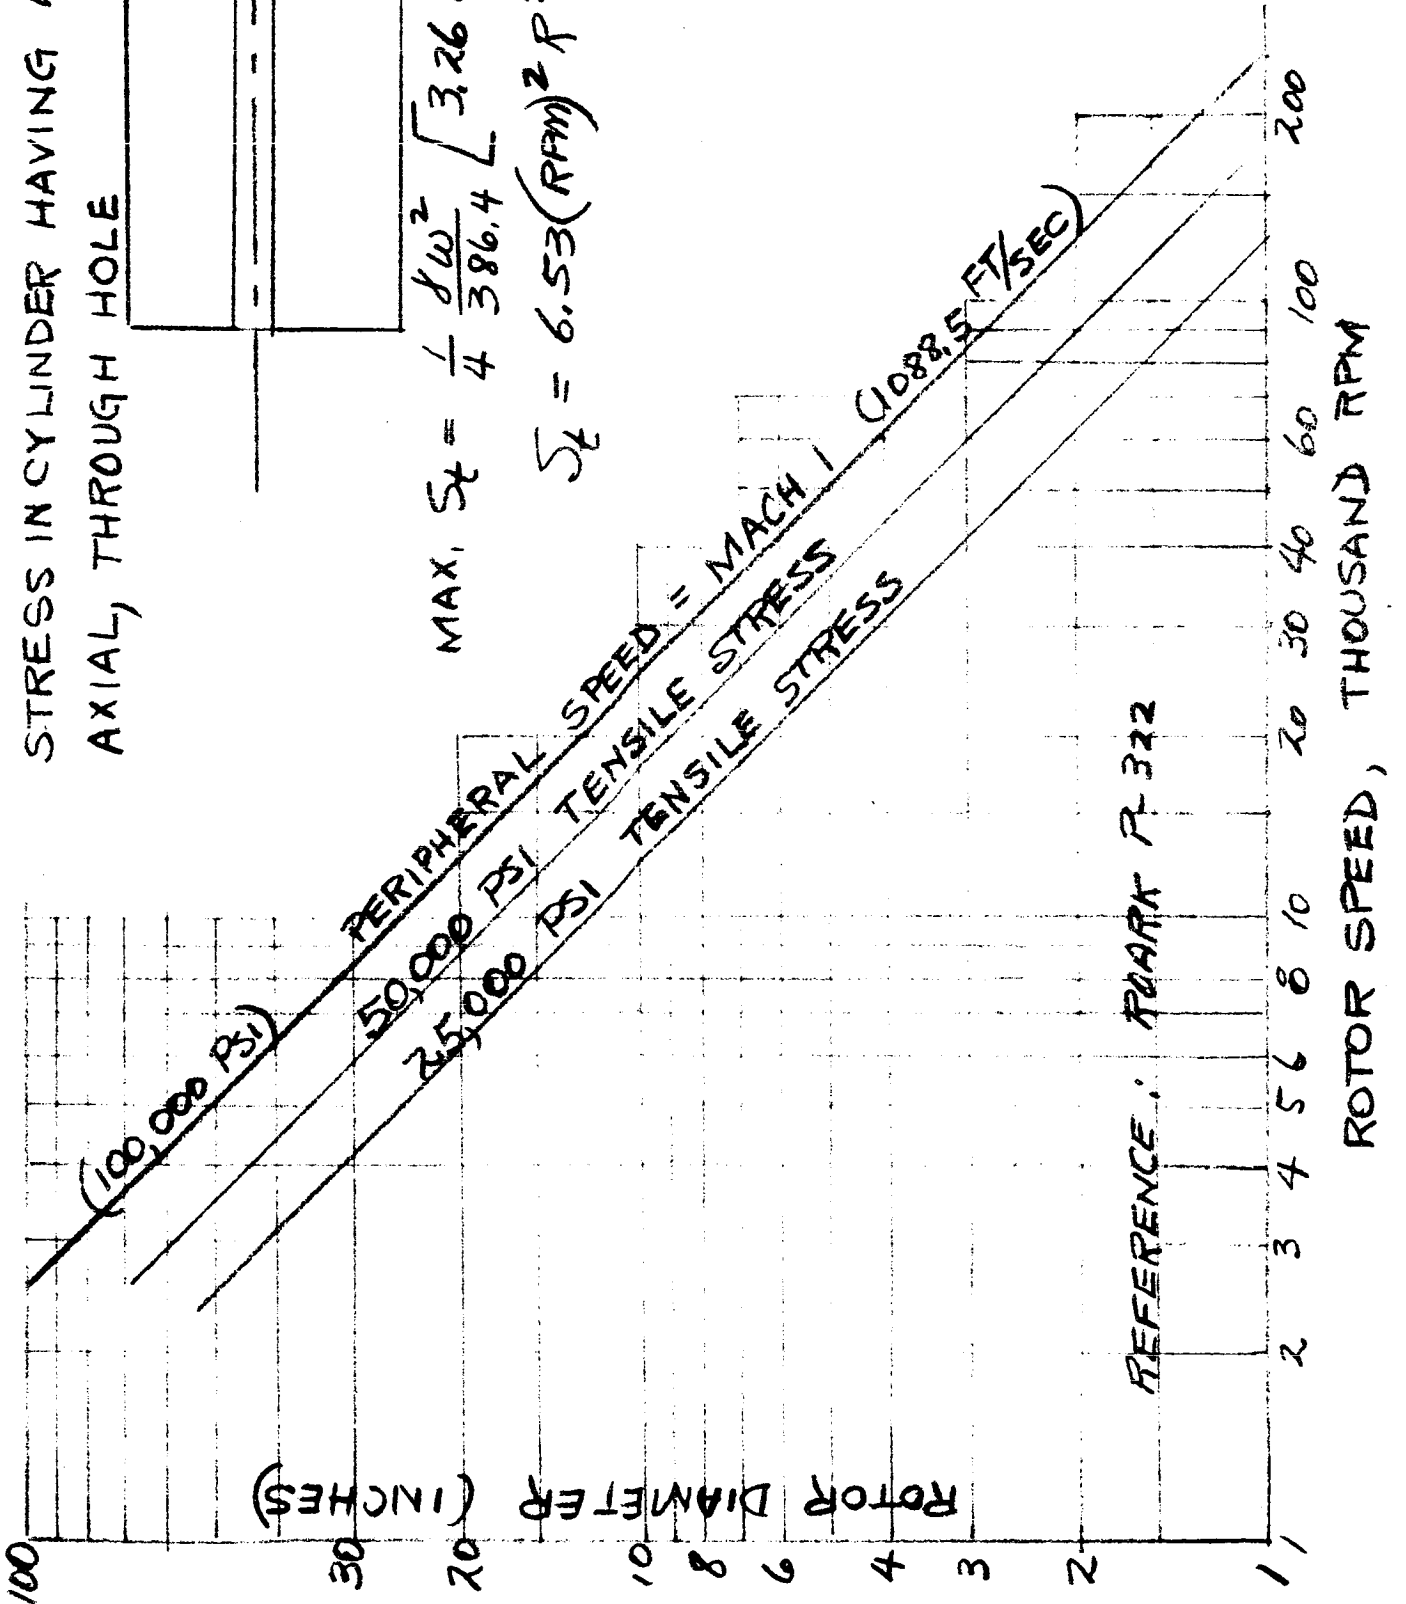 STRESS IN CYLINDER HAVING
AXIAL, THROUGH HOLE
MAX. St = 1/4 γω²/386.4 [3.26
St = 6.53(RPM)² R
(100,000 PSI)
PERIPHERAL SPEED = MACH 1 (1088.5 FT/SEC)
50,000 PSI TENSILE STRESS
25,000 PSI TENSILE STRESS
REFERENCE: ROARK P-322
ROTOR DIAMETER (INCHES)
100
30
20
10
8
6
4
3
2
1
1 2 3 4 5 6 8 10 20 30 40 60 100 200
ROTOR SPEED, THOUSAND RPM